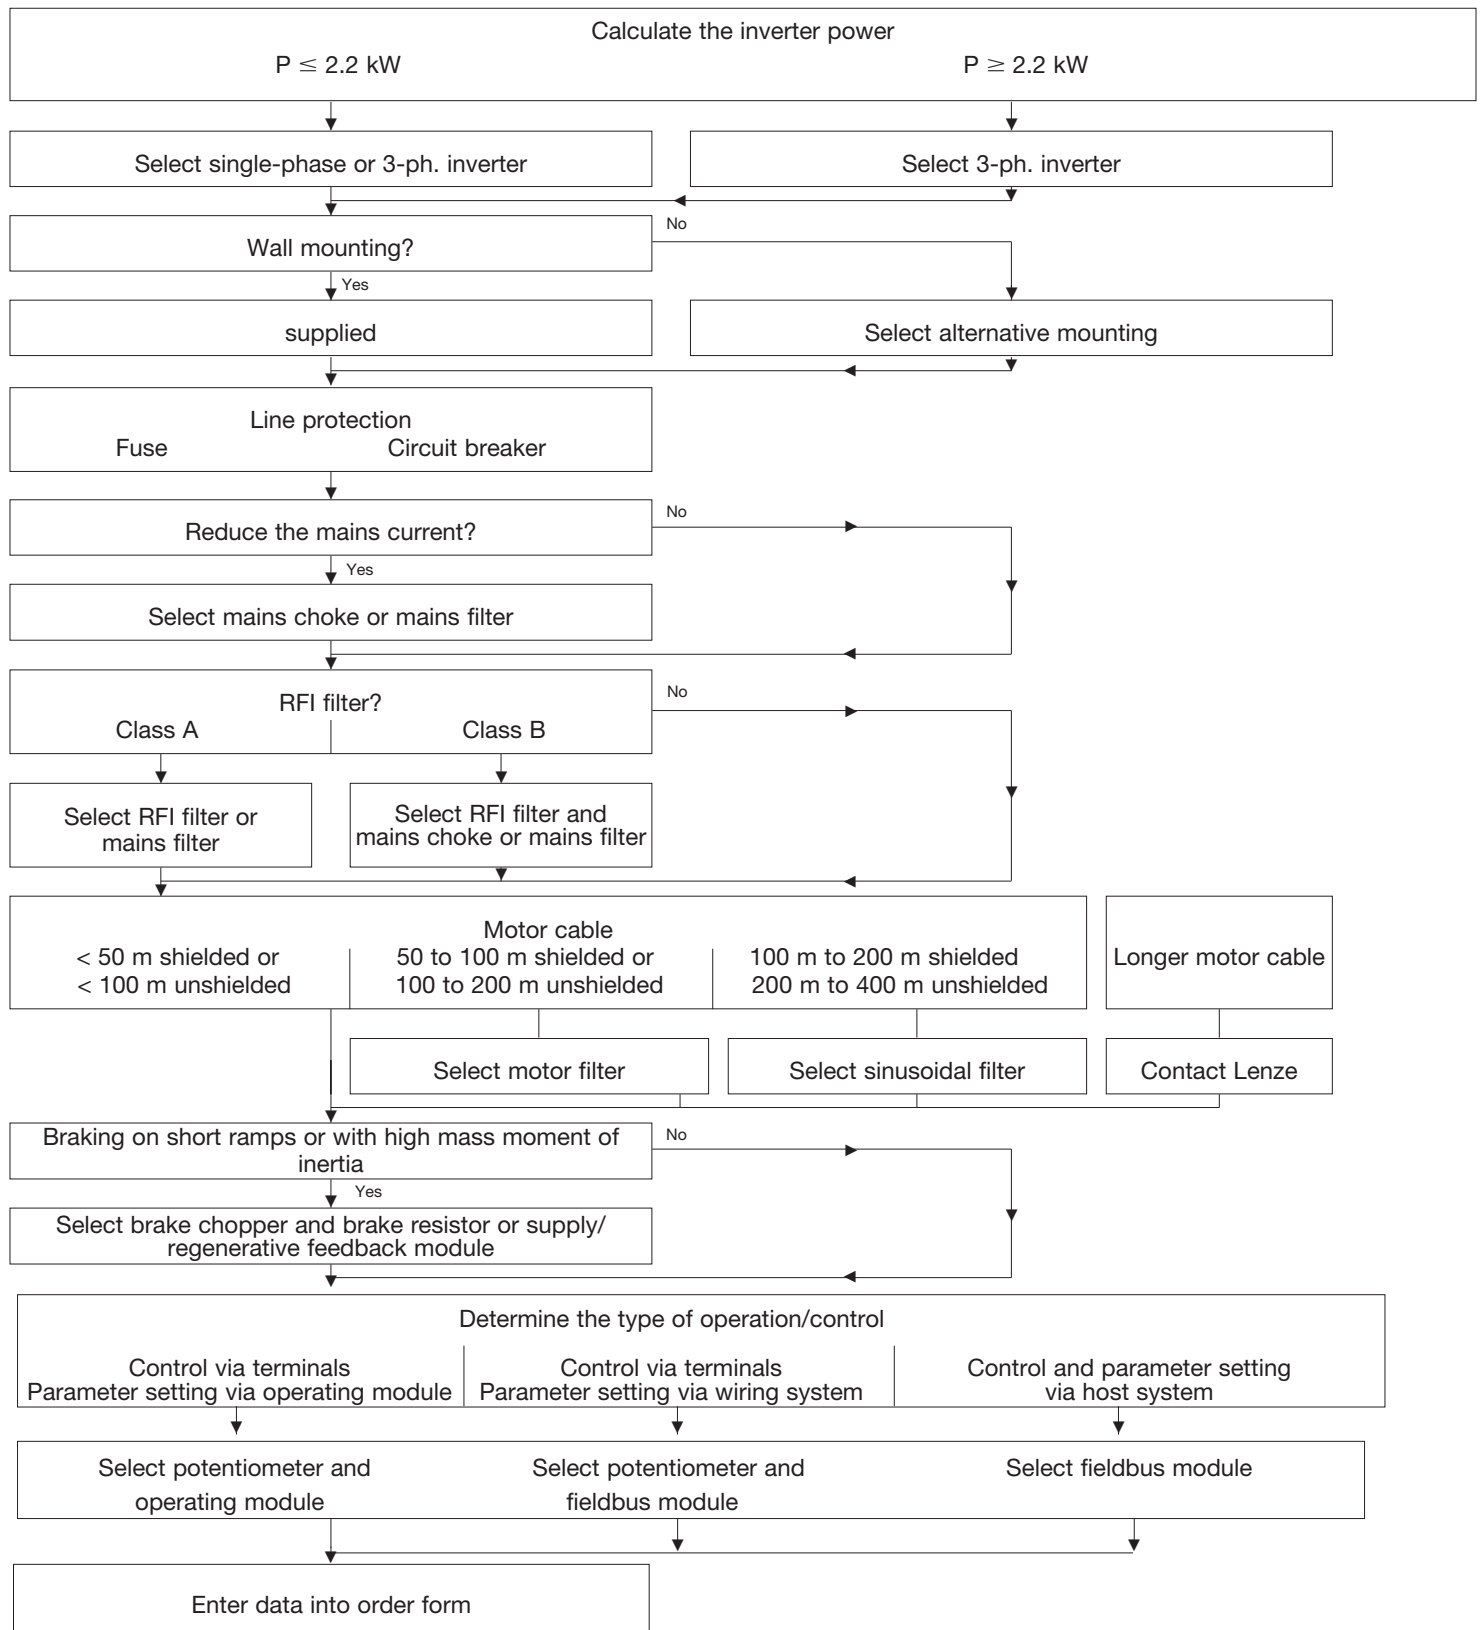 Calculate the inverter power
P ≤ 2.2 kW
P ≥ 2.2 kW
Select single-phase or 3-ph. inverter
Select 3-ph. inverter
Wall mounting?
No
Yes
supplied
Select alternative mounting
Line protection
Fuse
Circuit breaker
Reduce the mains current?
No
Yes
Select mains choke or mains filter
RFI filter?
No
Class A
Class B
Select RFI filter or
mains filter
Select RFI filter and
mains choke or mains filter
Motor cable
< 50 m shielded or
< 100 m unshielded
50 to 100 m shielded or
100 to 200 m unshielded
100 m to 200 m shielded
200 m to 400 m unshielded
Longer motor cable
Select motor filter
Select sinusoidal filter
Contact Lenze
Braking on short ramps or with high mass moment of
inertia
No
Yes
Select brake chopper and brake resistor or supply/
regenerative feedback module
Determine the type of operation/control
Control via terminals
Parameter setting via operating module
Control via terminals
Parameter setting via wiring system
Control and parameter setting
via host system
Select potentiometer and
operating module
Select potentiometer and
fieldbus module
Select fieldbus module
Enter data into order form